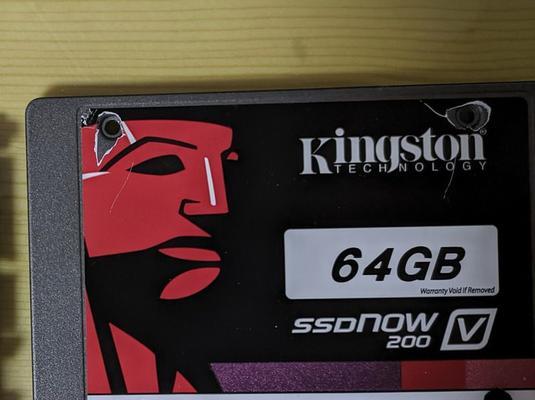 Kingston®
TECHNOLOGY
64GB
Warranty Void If Removed
SSDNOW V
200